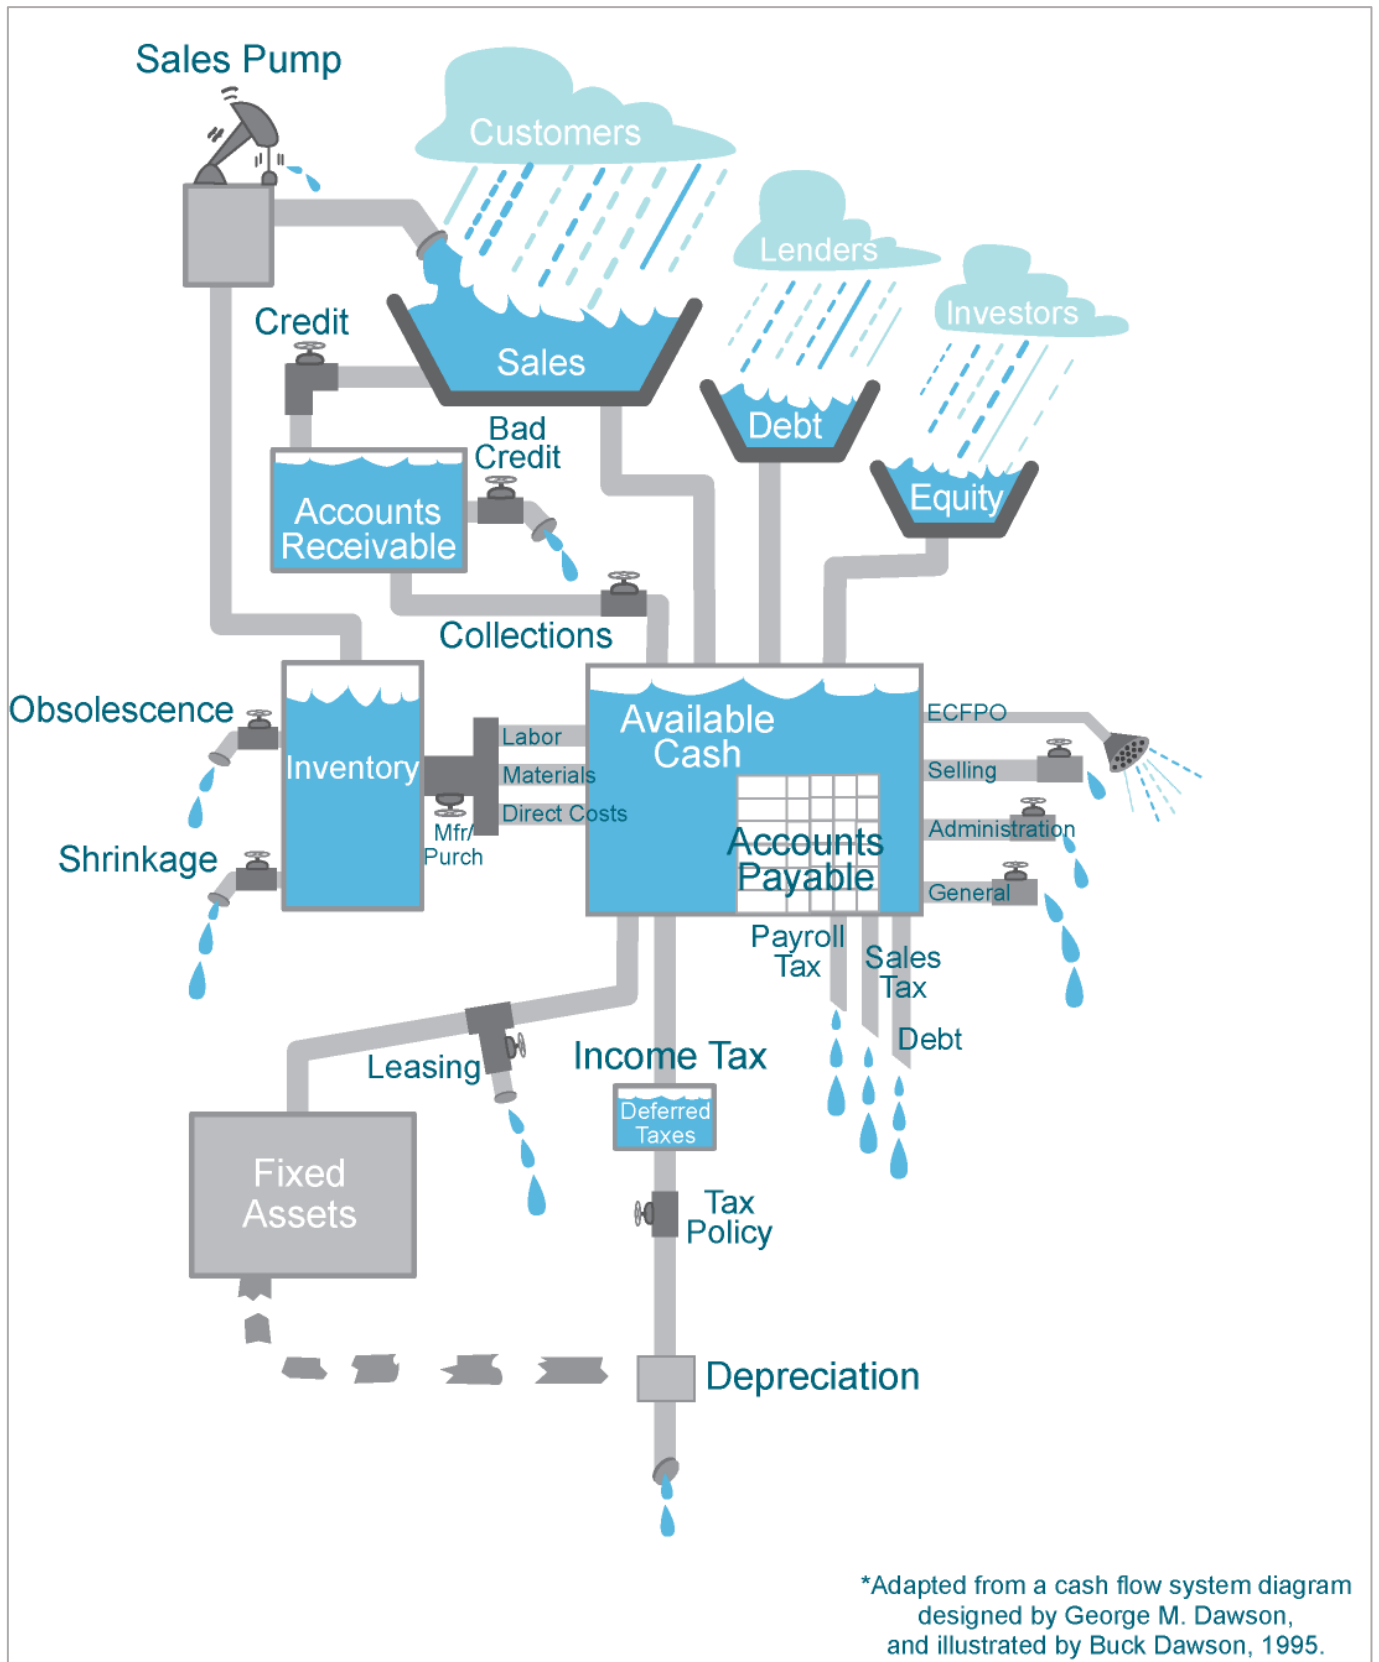 Sales Pump
Customers
Lenders
Investors
Credit
Sales
Debt
Bad
Credit
Equity
Accounts
Receivable
Collections
Obsolescence
Inventory
Shrinkage
Mfr/
Purch
Labor
Materials
Direct Costs
Available
Cash
Accounts
Payable
ECFPO
Selling
Administration
General
Payroll
Tax
Sales
Tax
Debt
Leasing
Income Tax
Deferred
Taxes
Fixed
Assets
Tax
Policy
Depreciation
*Adapted from a cash flow system diagram
designed by George M. Dawson,
and illustrated by Buck Dawson, 1995.